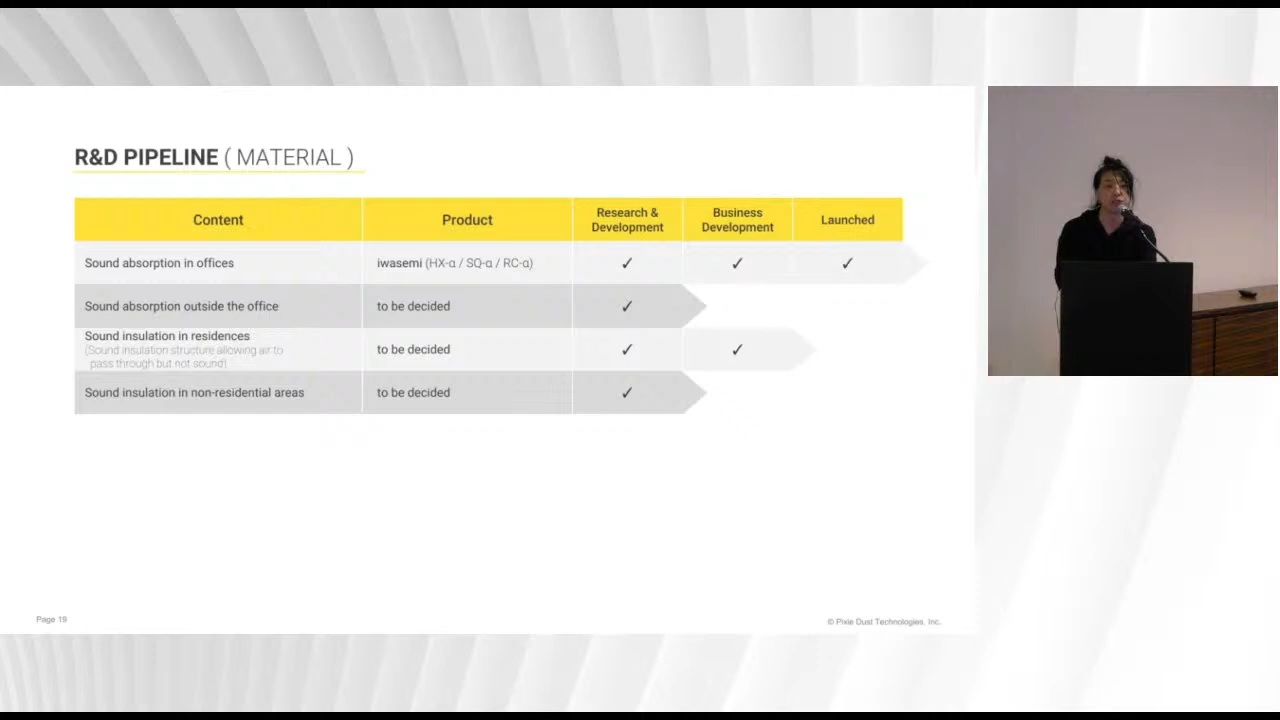 R&D PIPELINE ( MATERIAL )
Content Product Research & Development Business Development Launched
Sound absorption in offices iwasemi (HX-α / SQ-α / RC-α) ✓ ✓ ✓
Sound absorption outside the office to be decided ✓
Sound insulation in residences
(Sound insulation structure allowing air to
pass through but not sound) to be decided ✓ ✓
Sound insulation in non-residential areas to be decided ✓
Page 19
© Pixie Dust Technologies, Inc.